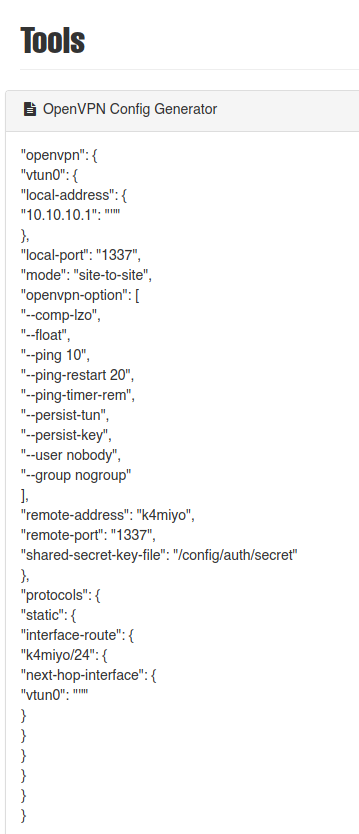 Tools
OpenVPN Config Generator
"openvpn": {
"vtun0": {
"local-address": {
"10.10.10.1": """
},
"local-port": "1337",
"mode": "site-to-site",
"openvpn-option": [
"--comp-lzo",
"--float",
"--ping 10",
"--ping-restart 20",
"--ping-timer-rem",
"--persist-tun",
"--persist-key",
"--user nobody",
"--group nogroup"
],
"remote-address": "k4miyo",
"remote-port": "1337",
"shared-secret-key-file": "/config/auth/secret"
},
"protocols": {
"static": {
"interface-route": {
"k4miyo/24": {
"next-hop-interface": {
"vtun0": """
}
}
}
}
}
}